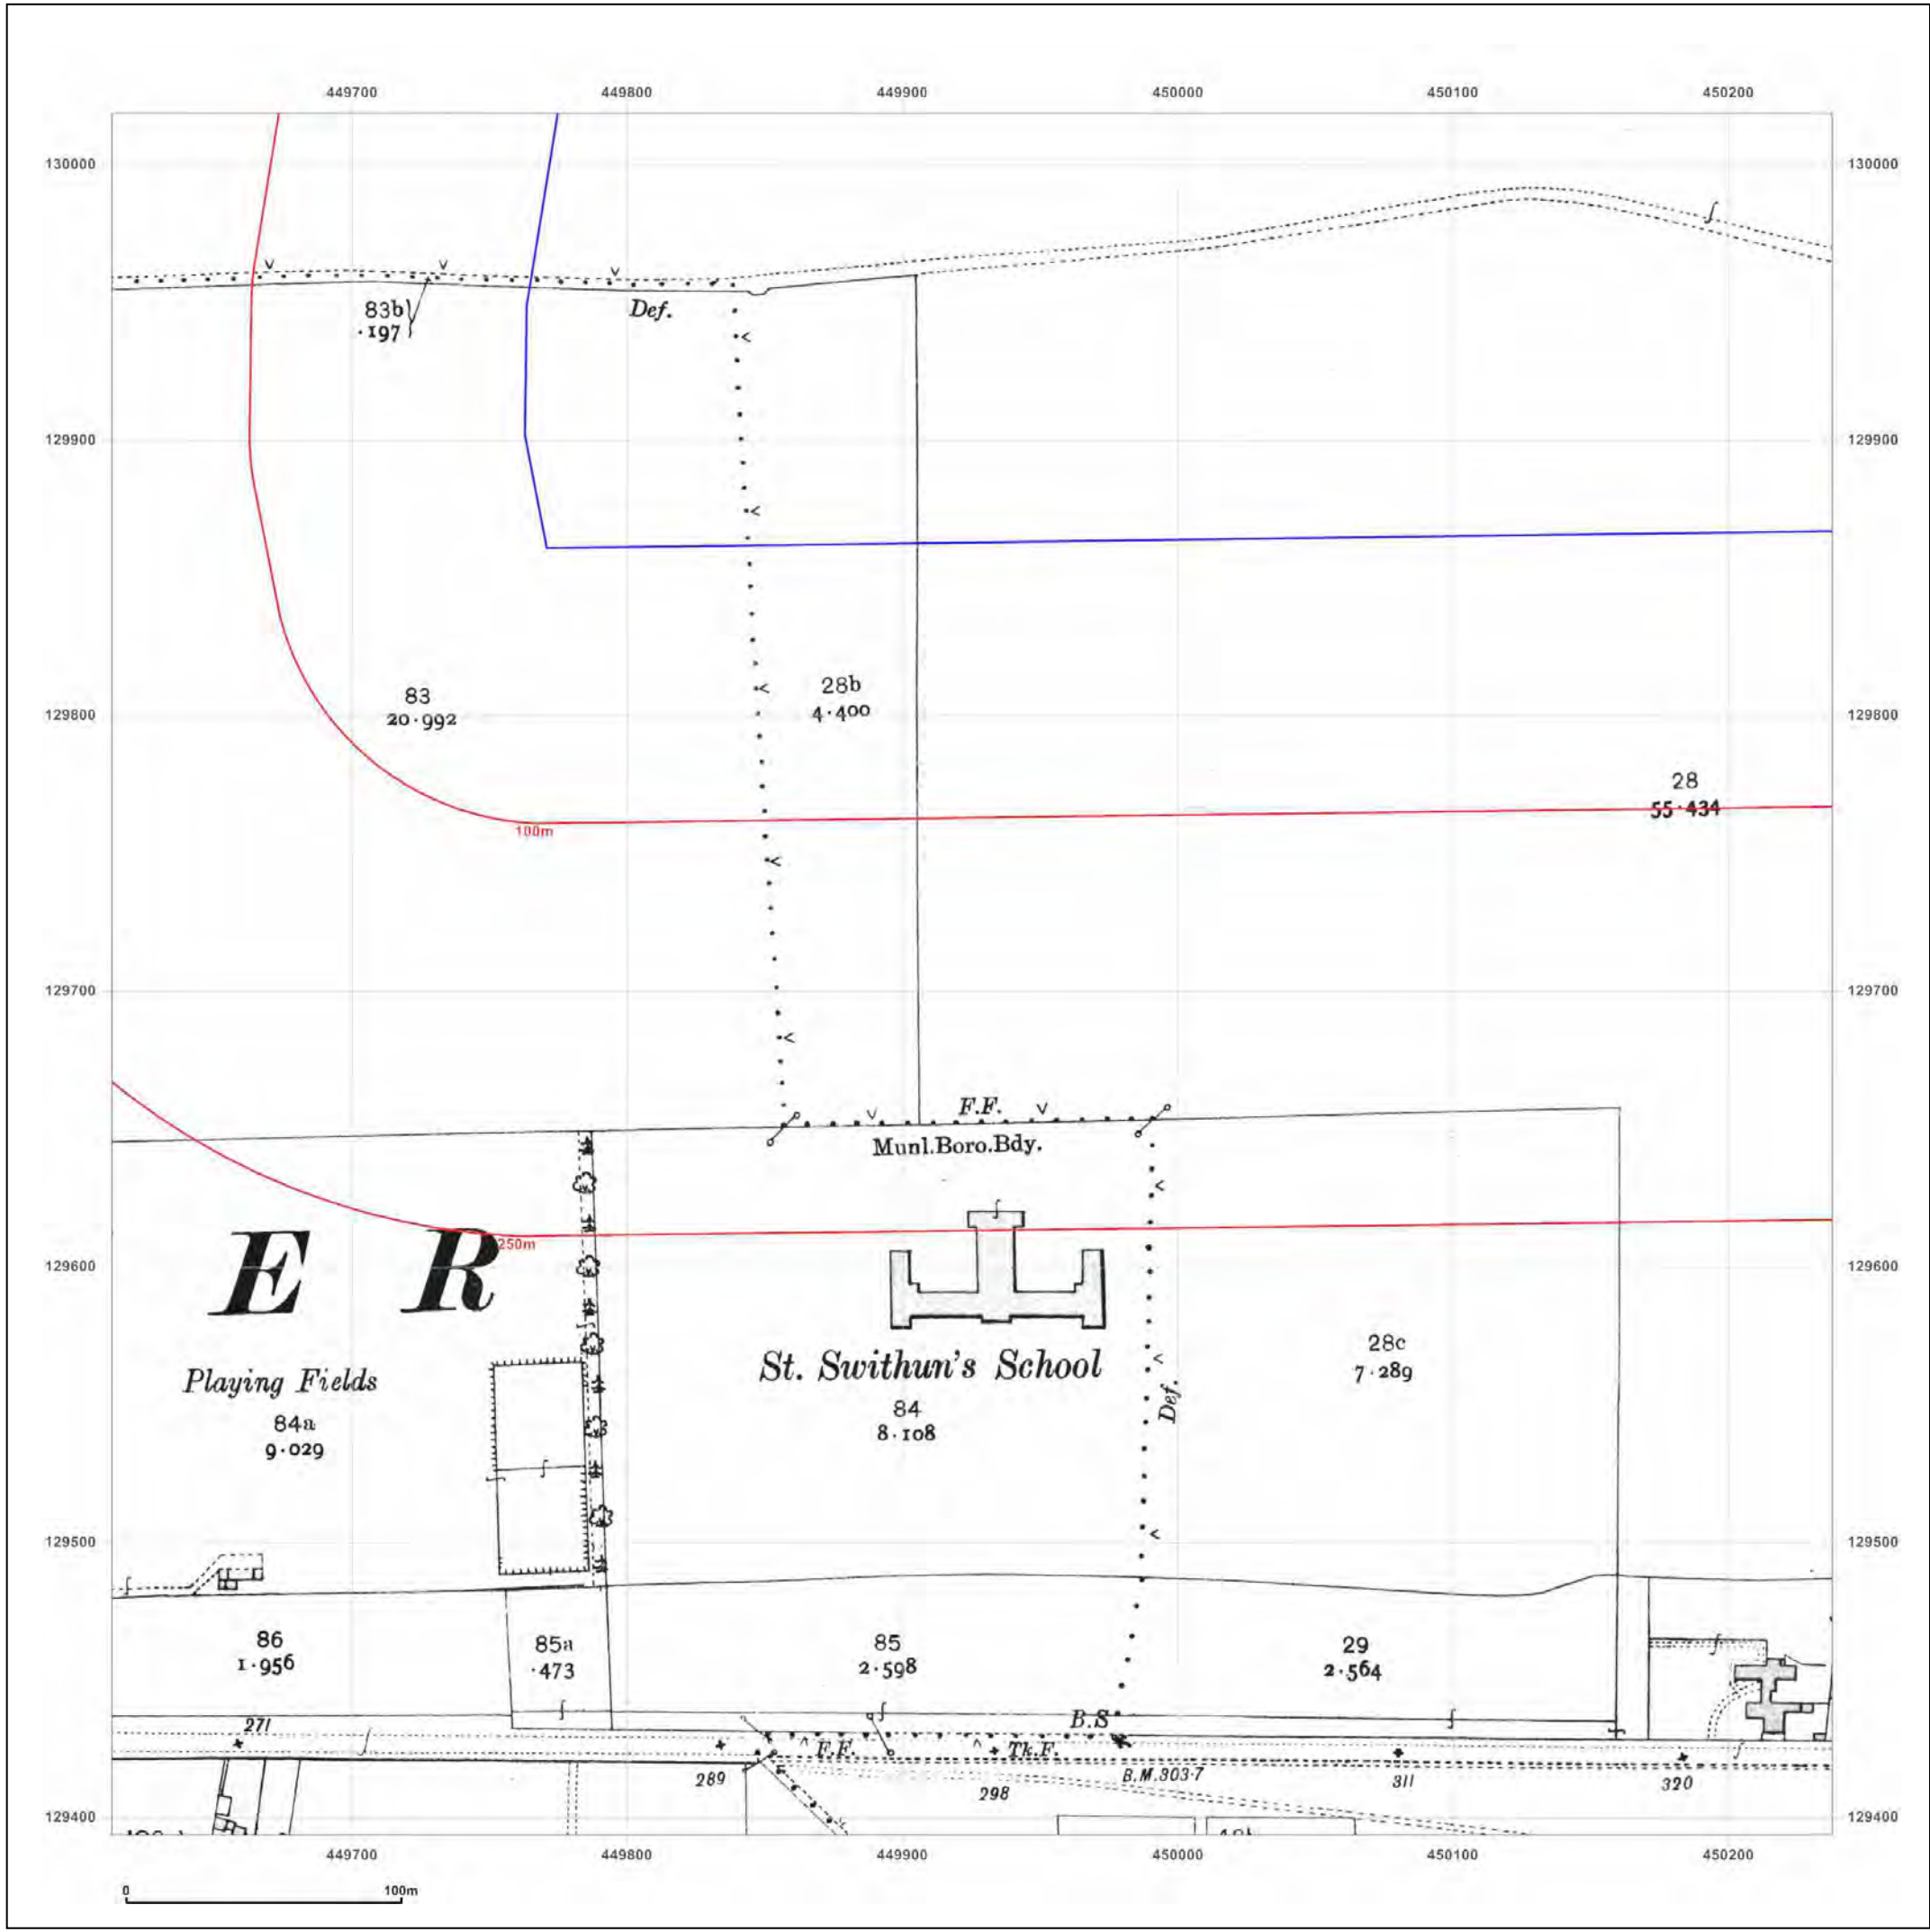 449700 449800 449900 450000 450100 450200
130000 130000
83b
·197
Def.
129900 129900
83
20·992
28b
4·400
129800 129800
28
55·434
100m
129700 129700
F.F.
Munl.Boro.Bdy.
E R
250m
129600 129600
Playing Fields
84a
9·029
St. Swithun's School
84
8·108
Def.
28c
7·289
129500 129500
86
1·956
85a
·473
85
2·598
29
2·564
271
B.S
F.F.
Tk.F.
289
298
B.M.303·7
311
320
129400 129400
449700 449800 449900 450000 450100 450200
0 100m